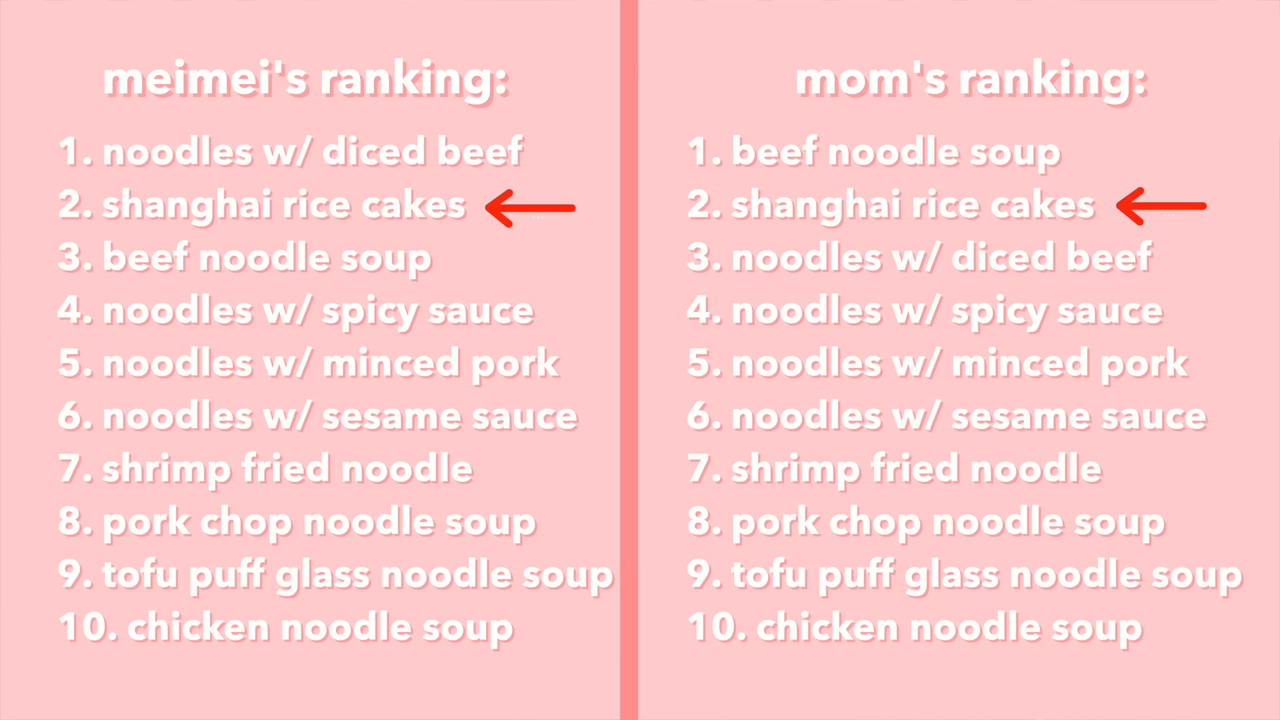 meimei's ranking:
1. noodles w/ diced beef
2. shanghai rice cakes
3. beef noodle soup
4. noodles w/ spicy sauce
5. noodles w/ minced pork
6. noodles w/ sesame sauce
7. shrimp fried noodle
8. pork chop noodle soup
9. tofu puff glass noodle soup
10. chicken noodle soup
mom's ranking:
1. beef noodle soup
2. shanghai rice cakes
3. noodles w/ diced beef
4. noodles w/ spicy sauce
5. noodles w/ minced pork
6. noodles w/ sesame sauce
7. shrimp fried noodle
8. pork chop noodle soup
9. tofu puff glass noodle soup
10. chicken noodle soup